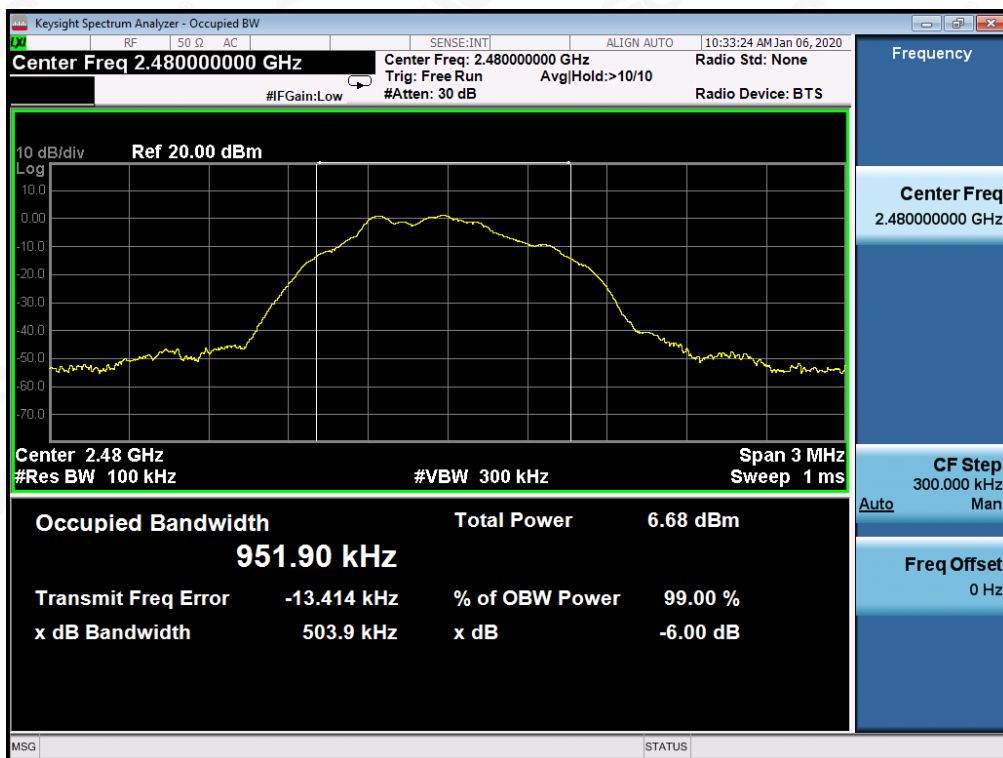 Keysight Spectrum Analyzer - Occupied BW
LXI RF 50 Ω AC SENSE:INT ALIGN AUTO 10:33:24 AM Jan 06, 2020
Center Freq 2.480000000 GHz
Center Freq: 2.480000000 GHz Radio Std: None
Trig: Free Run Avg|Hold:>10/10
#IFGain:Low #Atten: 30 dB Radio Device: BTS
10 dB/div Ref 20.00 dBm
Log
10.0
0.00
-10.0
-20.0
-30.0
-40.0
-50.0
-60.0
-70.0
Center 2.48 GHz Span 3 MHz
#Res BW 100 kHz #VBW 300 kHz Sweep 1 ms
Occupied Bandwidth Total Power 6.68 dBm
951.90 kHz
Transmit Freq Error -13.414 kHz % of OBW Power 99.00 %
x dB Bandwidth 503.9 kHz x dB -6.00 dB
Frequency
Center Freq
2.480000000 GHz
CF Step
300.000 kHz
Auto Man
Freq Offset
0 Hz
MSG STATUS